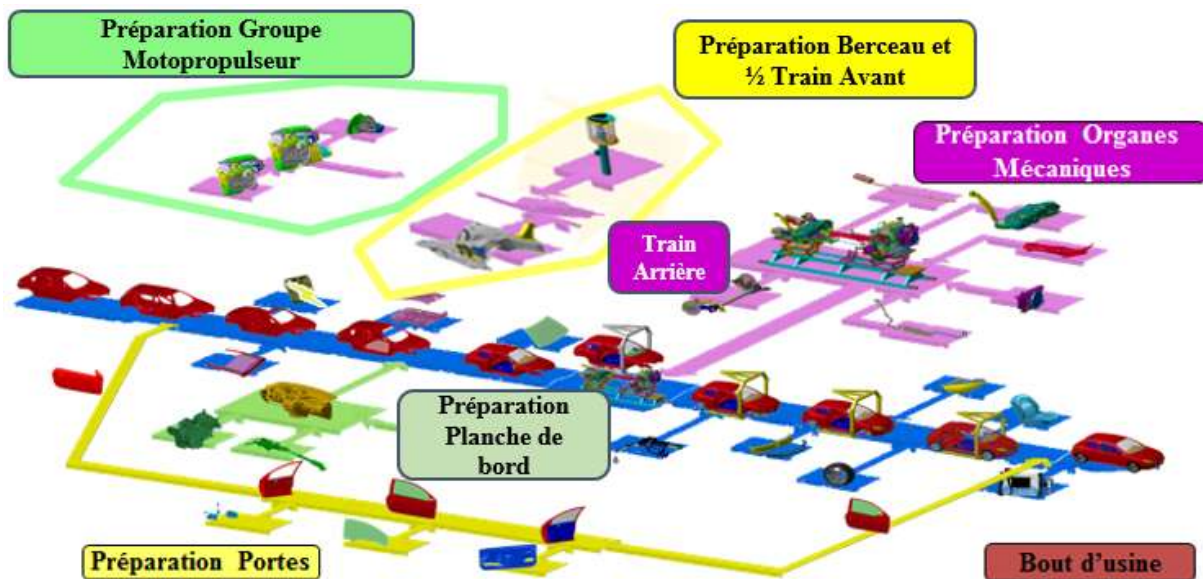 Préparation Groupe
Motopropulseur
Préparation Berceau et
½ Train Avant
Préparation Organes
Mécaniques
Train
Arrière
Préparation
Planche de
bord
Préparation Portes
Bout d'usine